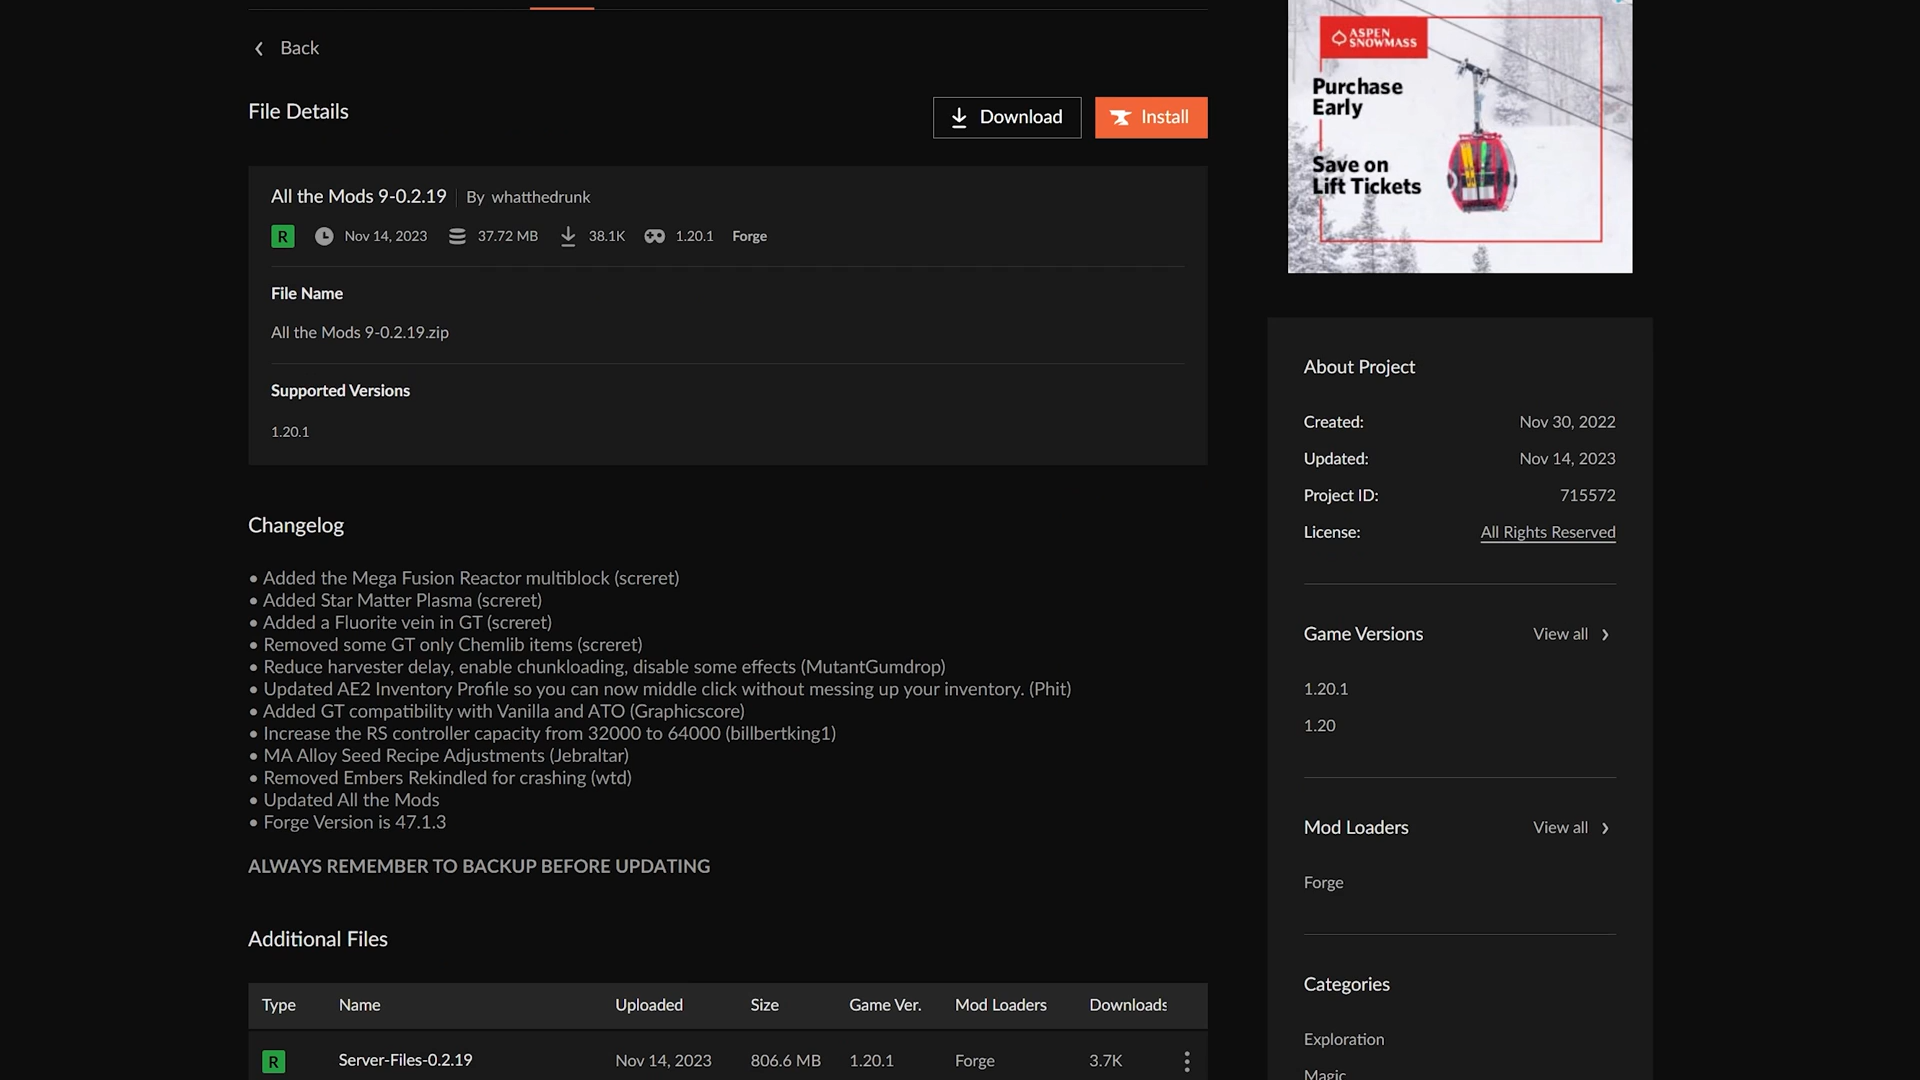 Back
File Details
Download
Install
All the Mods 9-0.2.19
By whatthedrunk
R
Nov 14, 2023
37.72 MB
38.1K
1.20.1
Forge
File Name
All the Mods 9-0.2.19.zip
Supported Versions
1.20.1
Changelog
• Added the Mega Fusion Reactor multiblock (screret)
• Added Star Matter Plasma (screret)
• Added a Fluorite vein in GT (screret)
• Removed some GT only Chemlib items (screret)
• Reduce harvester delay, enable chunkloading, disable some effects (MutantGumdrop)
• Updated AE2 Inventory Profile so you can now middle click without messing up your inventory. (Phit)
• Added GT compatibility with Vanilla and ATO (Graphicscore)
• Increase the RS controller capacity from 32000 to 64000 (billbertking1)
• MA Alloy Seed Recipe Adjustments (Jebraltar)
• Removed Embers Rekindled for crashing (wtd)
• Updated All the Mods
• Forge Version is 47.1.3
ALWAYS REMEMBER TO BACKUP BEFORE UPDATING
Additional Files
Type Name Uploaded Size Game Ver. Mod Loaders Downloads
R Server-Files-0.2.19 Nov 14, 2023 806.6 MB 1.20.1 Forge 3.7K
ASPEN
SNOWMASS
Purchase
Early
Save on
Lift Tickets
About Project
Created: Nov 30, 2022
Updated: Nov 14, 2023
Project ID: 715572
License: All Rights Reserved
Game Versions View all
1.20.1
1.20
Mod Loaders View all
Forge
Categories
Exploration
Magic